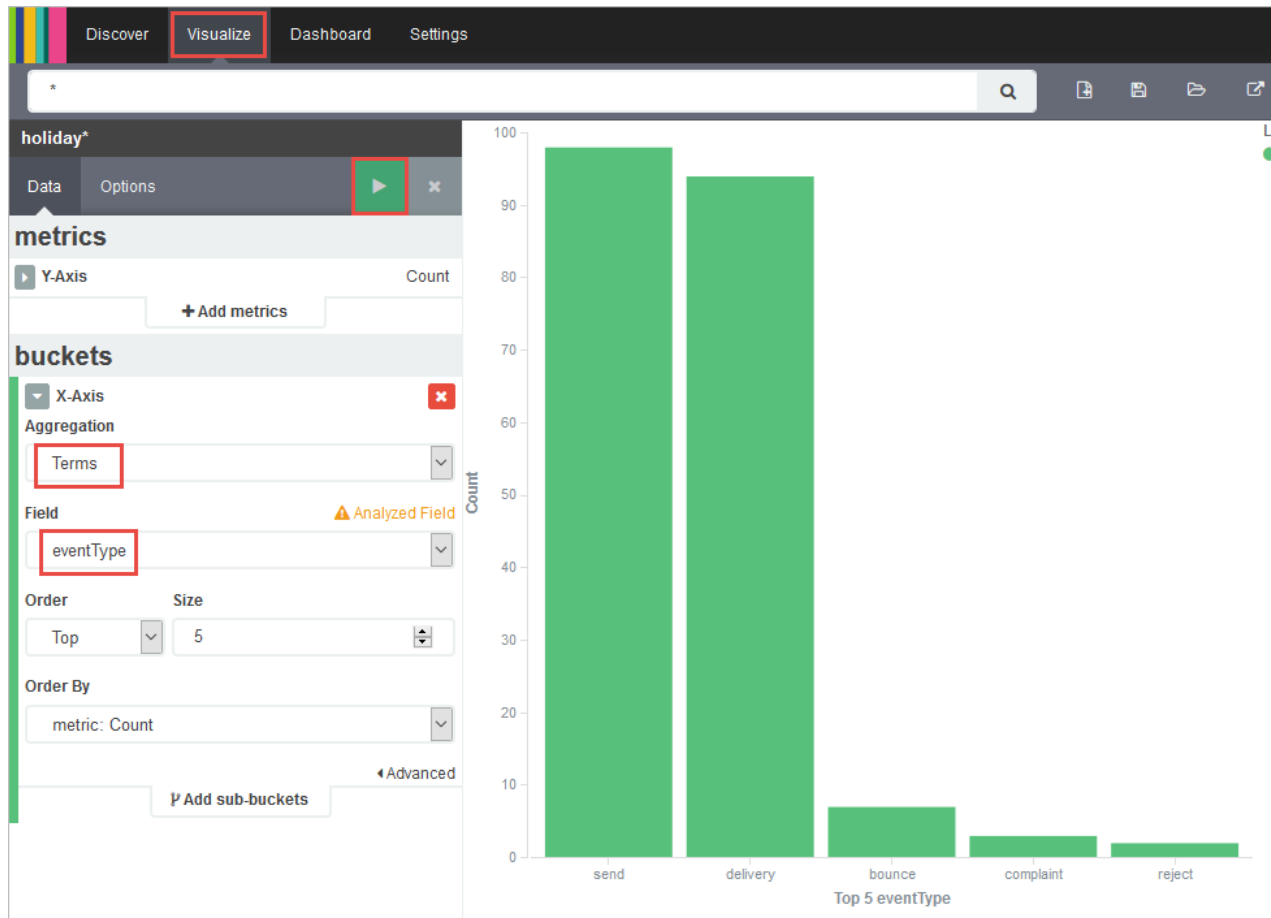 Discover Visualize Dashboard Settings
*
holiday*
Data Options
metrics
Y-Axis Count
+ Add metrics
buckets
X-Axis
Aggregation
Terms
Field Analyzed Field
eventType
Order Size
Top 5
Order By
metric: Count
Advanced
Add sub-buckets
L
100
90
80
70
60
50
40
30
20
10
0
Count
send delivery bounce complaint reject
Top 5 eventType